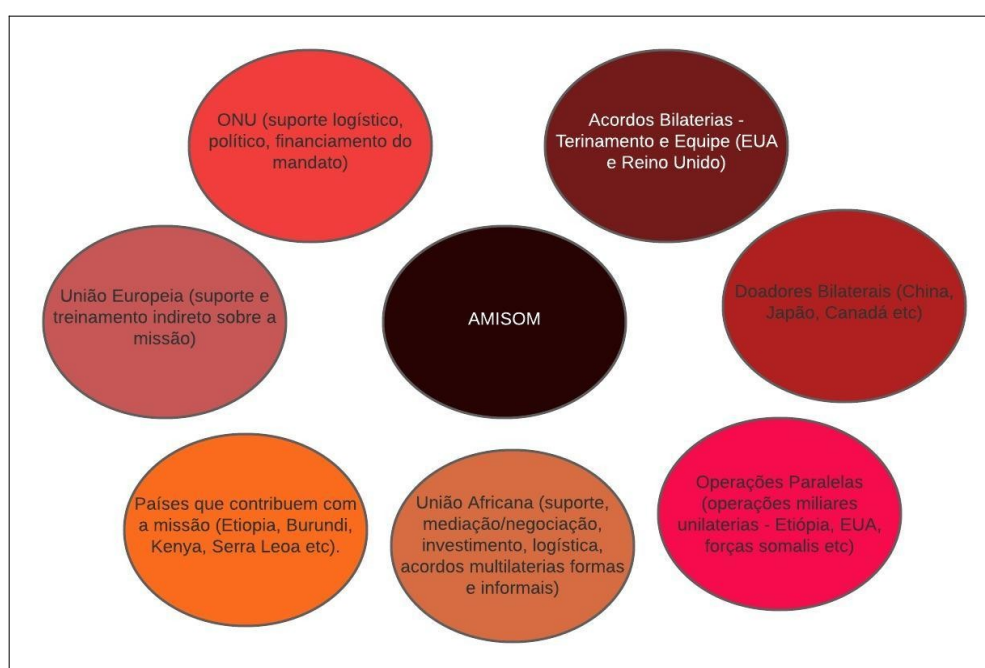 ONU (suporte logístico,
político, financiamento do
mandato)
Acordos Bilaterias -
Terinamento e Equipe (EUA
e Reino Unido)
União Europeia (suporte e
treinamento indireto sobre a
missão)
AMISOM
Doadores Bilaterais (China,
Japão, Canadá etc)
Países que contribuem com
a missão (Etiopia, Burundi,
Kenya, Serra Leoa etc).
União Africana (suporte,
mediação/negociação,
investimento, logística,
acordos multilaterias formas
e informais)
Operações Paralelas
(operações miliares
unilaterias - Etiópia, EUA,
forças somalis etc)